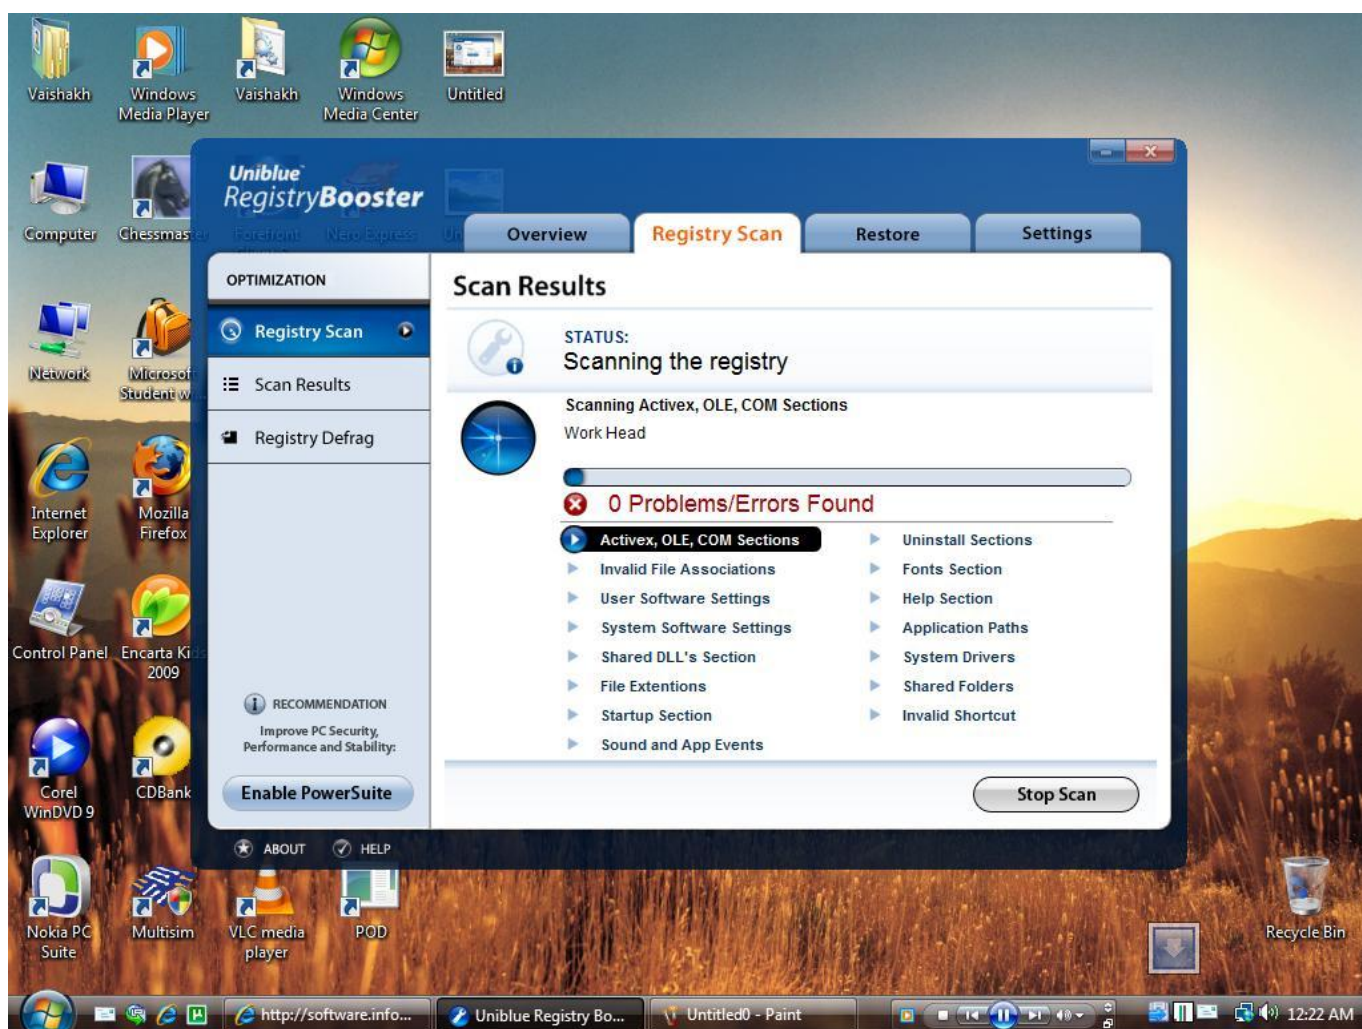 Vaishakh
Windows
Media Player
Vaishakh
Windows
Media Center
Untitled
Uniblue
RegistryBooster
Computer
Chessmaster
Forefront
Nero Express
Un
Overview
Registry Scan
Restore
Settings
OPTIMIZATION
Scan Results
Registry Scan
STATUS:
Scanning the registry
Network
Microsof
Student w...
Scan Results
Scanning Activex, OLE, COM Sections
Work Head
Registry Defrag
0 Problems/Errors Found
Internet
Explorer
Mozilla
Firefox
Activex, OLE, COM Sections
Uninstall Sections
Invalid File Associations
Fonts Section
User Software Settings
Help Section
System Software Settings
Application Paths
Control Panel
Encarta Kids
2009
Shared DLL's Section
System Drivers
File Extentions
Shared Folders
Startup Section
Invalid Shortcut
Sound and App Events
RECOMMENDATION
Improve PC Security,
Performance and Stability:
Enable PowerSuite
Stop Scan
Corel
WinDVD 9
CDBank
ABOUT
HELP
Nokia PC
Suite
Multisim
VLC media
player
POD
Recycle Bin
http://software.info...
Uniblue Registry Bo...
Untitled0 - Paint
12:22 AM